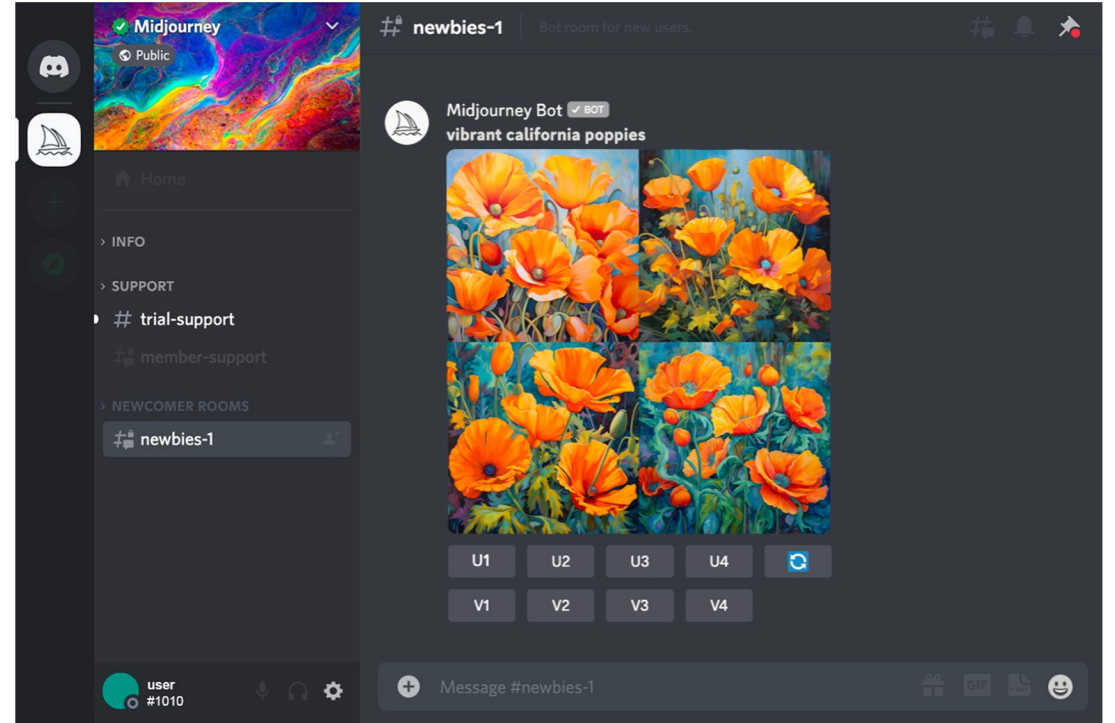 Midjourney
Public
Home
INFO
SUPPORT
trial-support
member-support
NEWCOMER ROOMS
newbies-1
user
#1010
newbies-1
Bot room for new users.
Midjourney Bot BOT
vibrant california poppies
U1 U2 U3 U4
V1 V2 V3 V4
Message #newbies-1
GIF